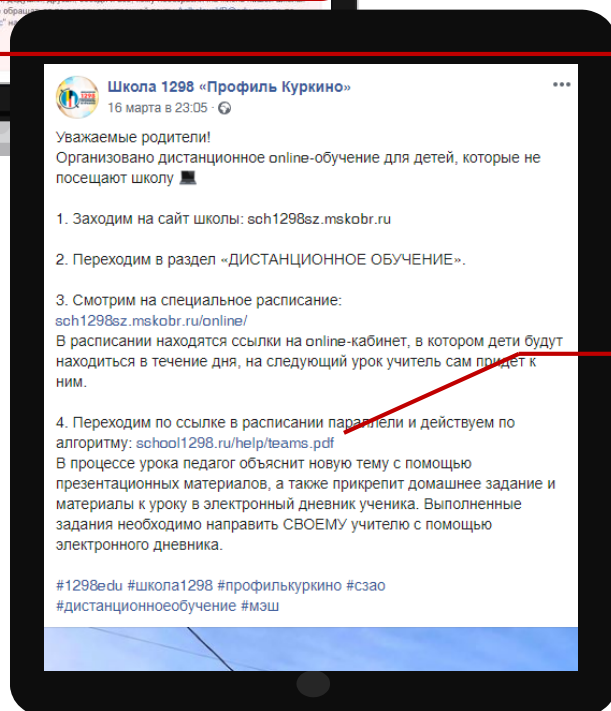 Школа 1298 «Профиль Куркино»
16 марта в 23:05 ·
Уважаемые родители!
Организовано дистанционное online-обучение для детей, которые не
посещают школу
1. Заходим на сайт школы: sch1298sz.mskobr.ru
2. Переходим в раздел «ДИСТАНЦИОННОЕ ОБУЧЕНИЕ».
3. Смотрим на специальное расписание:
sch1298sz.mskobr.ru/online/
В расписании находятся ссылки на online-кабинет, в котором дети будут
находиться в течение дня, на следующий урок учитель сам придет к
ним.
4. Переходим по ссылке в расписании параллели и действуем по
алгоритму: school1298.ru/help/teams.pdf
В процессе урока педагог объяснит новую тему с помощью
презентационных материалов, а также прикрепит домашнее задание и
материалы к уроку в электронный дневник ученика. Выполненные
задания необходимо направить СВОЕМУ учителю с помощью
электронного дневника.
#1298edu #школа1298 #профилькуркино #сзао
#дистанционноеобучение #мэш